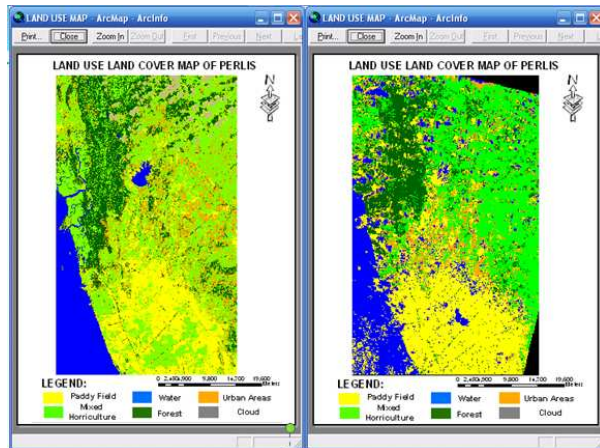 LAND USE MAP - ArcMap - ArcInfo
Print... Close Zoom In Zoom Out First Previous Next
LAND USE LAND COVER MAP OF PERLIS
N
LEGEND:
Paddy Field Water Urban Areas
Mixed Horriculture Forest Cloud
LAND USE MAP - ArcMap - ArcInfo
Print... Close Zoom In Zoom Out First Previous Next
LAND USE LAND COVER MAP OF PERLIS
N
LEGEND:
Paddy Field Water Urban Areas
Mixed Horriculture Forest Cloud